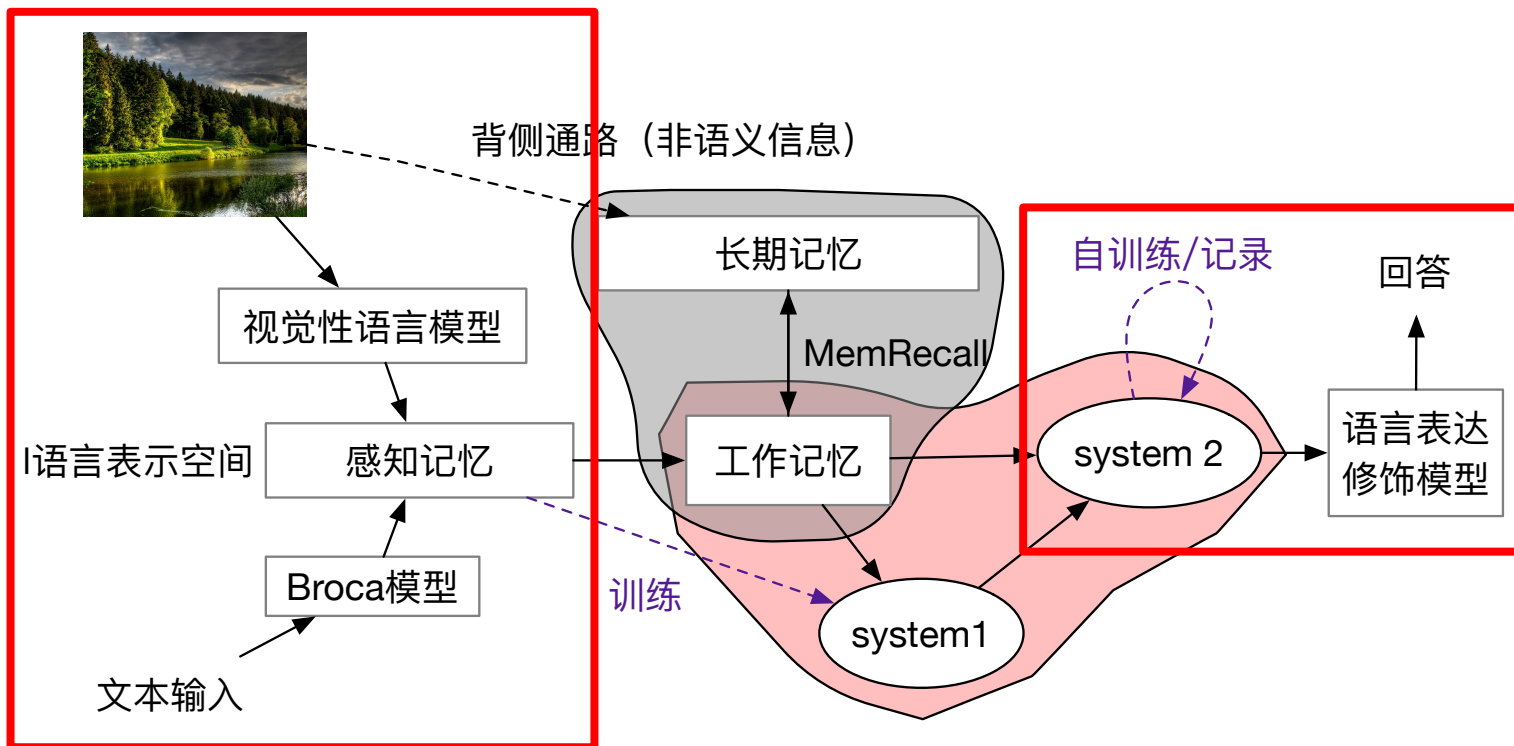 背侧通路（非语义信息）
长期记忆
自训练/记录
回答
视觉性语言模型
MemRecall
I语言表示空间
感知记忆
工作记忆
system 2
语言表达
修饰模型
Broca模型
训练
system1
文本输入